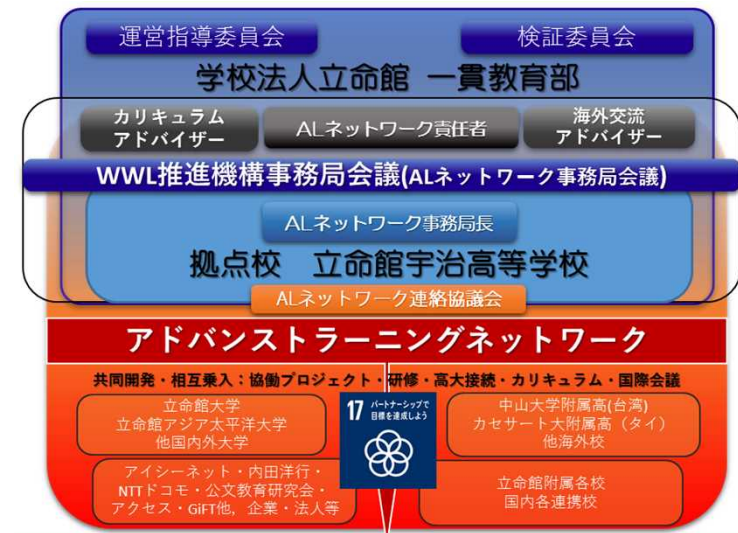 運営指導委員会
検証委員会
学校法人立命館 一貫教育部
カリキュラム
アドバイザー
ALネットワーク責任者
海外交流
アドバイザー
WWL推進機構事務局会議(ALネットワーク事務局会議)
ALネットワーク事務局長
拠点校 立命館宇治高等学校
ALネットワーク連絡協議会
アドバンストラーニングネットワーク
共同開発・相互乗入：協働プロジェクト・研修・高大接続・カリキュラム・国際会議
立命館大学
立命館アジア太平洋大学
他国内外大学
17 パートナーシップで
目標を達成しよう
中山大学附属高(台湾)
カセサート大附属高（タイ）
他海外校
アイシーネット・内田洋行・
NTTドコモ・公文教育研究会・
アクセス・GiFT他，企業・法人等
立命館附属各校
国内各連携校